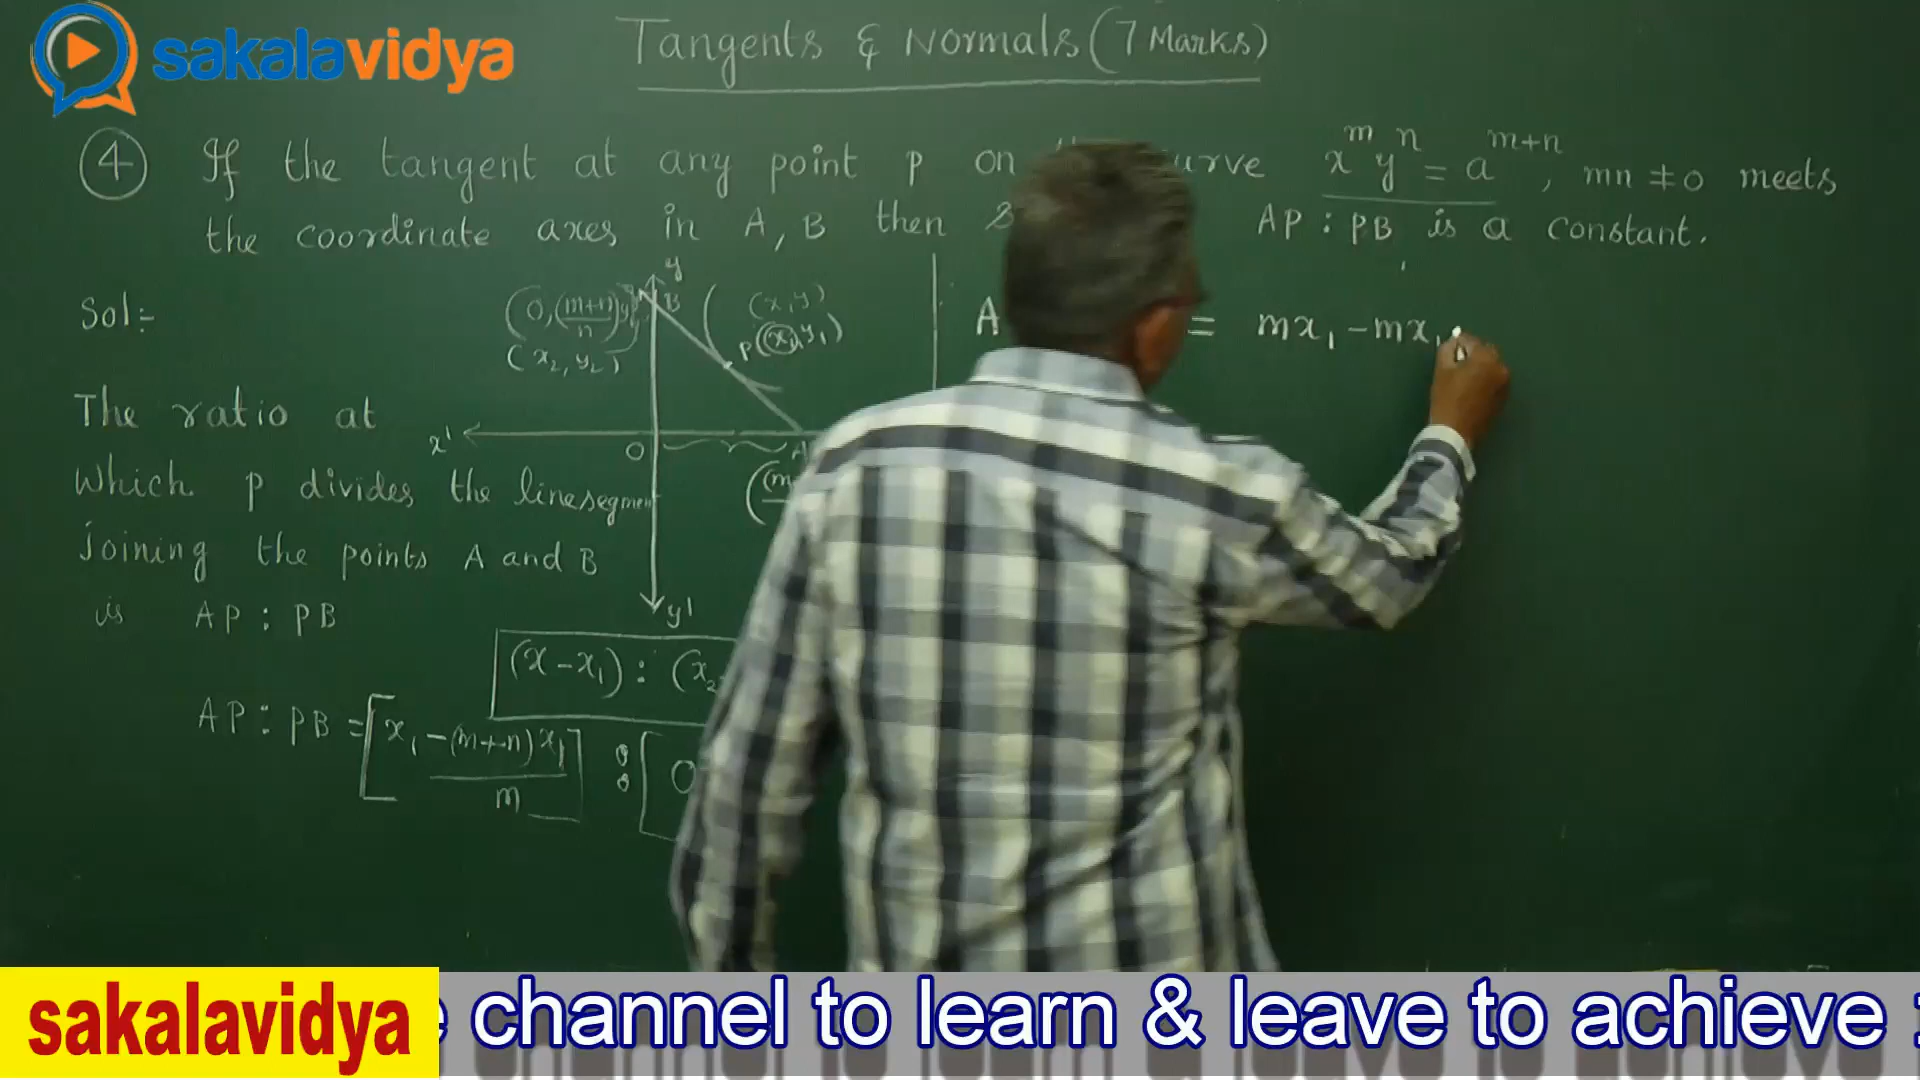 sakalavidya
Tangents & Normals (7 Marks)
④ If the tangent at any point P on curve x^m y^n = a^{m+n}, mn ≠ 0 meets
the coordinate axes in A, B then AP : PB is a constant.
Sol:-
y
B
(0, (m+n)/n y₁)
(x₂, y₂)
(x, y)
P(x₁, y₁)
x¹
O
A
y¹
The ratio at
which P divides the linesegment
joining the points A and B
is AP : PB
(x - x₁) : (x₂
AP : PB = [x₁ - (m+n)x₁/m] : [0
A = mx₁ - mx₁
sakalavidya
channel to learn & leave to achieve